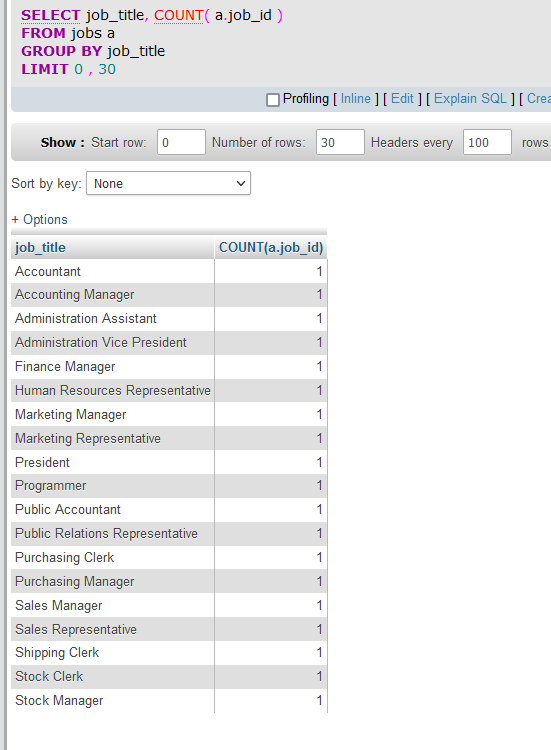 SELECT job_title, COUNT( a.job_id )
FROM jobs a
GROUP BY job_title
LIMIT 0 , 30
Profiling [ Inline ] [ Edit ] [ Explain SQL ] [ Crea
Show : Start row: 0 Number of rows: 30 Headers every 100 rows
Sort by key: None
+ Options
job_title COUNT(a.job_id)
Accountant 1
Accounting Manager 1
Administration Assistant 1
Administration Vice President 1
Finance Manager 1
Human Resources Representative 1
Marketing Manager 1
Marketing Representative 1
President 1
Programmer 1
Public Accountant 1
Public Relations Representative 1
Purchasing Clerk 1
Purchasing Manager 1
Sales Manager 1
Sales Representative 1
Shipping Clerk 1
Stock Clerk 1
Stock Manager 1